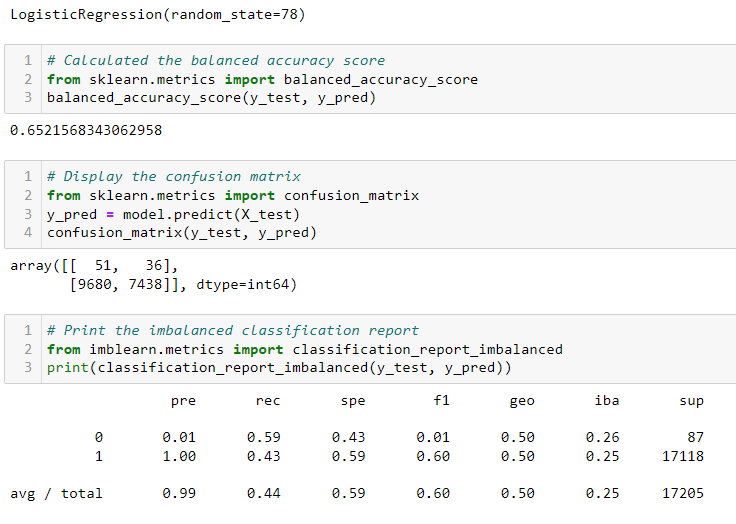 LogisticRegression(random_state=78)
1 # Calculated the balanced accuracy score
2 from sklearn.metrics import balanced_accuracy_score
3 balanced_accuracy_score(y_test, y_pred)
0.6521568343062958
1 # Display the confusion matrix
2 from sklearn.metrics import confusion_matrix
3 y_pred = model.predict(X_test)
4 confusion_matrix(y_test, y_pred)
array([[  51,   36],
       [9680, 7438]], dtype=int64)
1 # Print the imbalanced classification report
2 from imblearn.metrics import classification_report_imbalanced
3 print(classification_report_imbalanced(y_test, y_pred))
pre rec spe f1 geo iba sup
0 0.01 0.59 0.43 0.01 0.50 0.26 87
1 1.00 0.43 0.59 0.60 0.50 0.25 17118
avg / total 0.99 0.44 0.59 0.60 0.50 0.25 17205